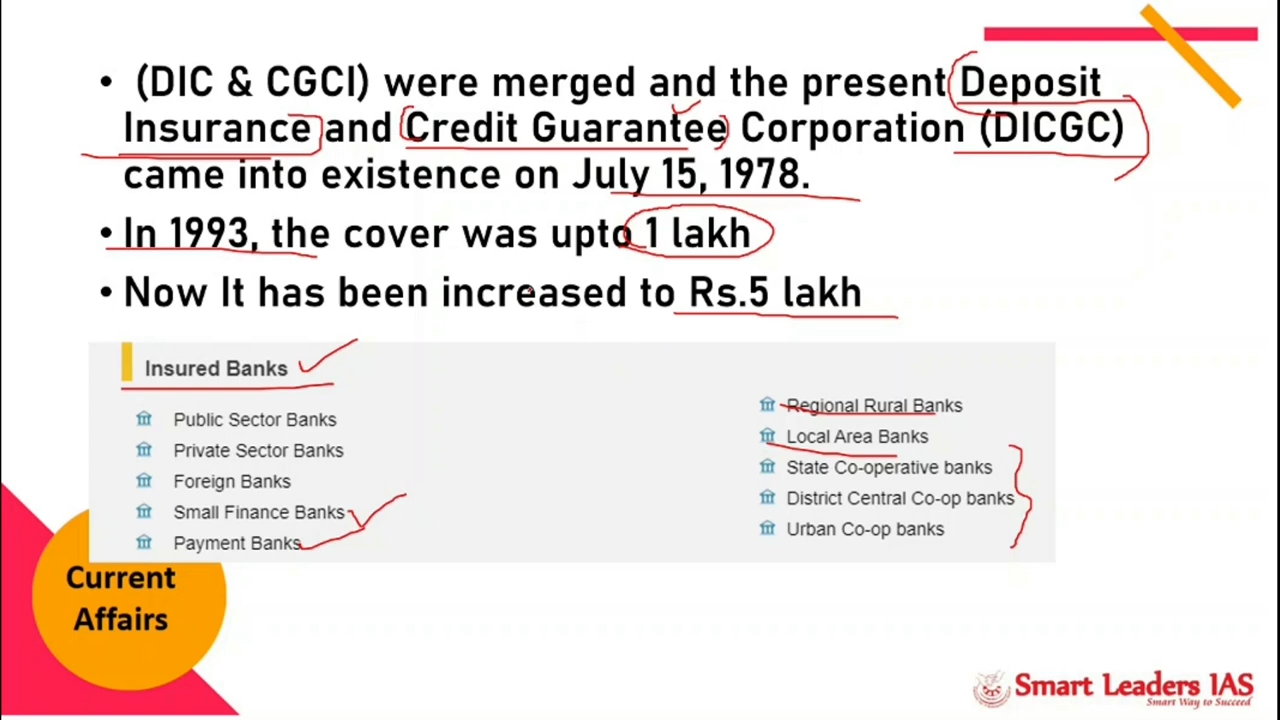 • (DIC & CGCI) were merged and the present Deposit
Insurance and Credit Guarantee Corporation (DICGC)
came into existence on July 15, 1978.
• In 1993, the cover was upto 1 lakh
• Now It has been increased to Rs.5 lakh
Insured Banks
Public Sector Banks
Private Sector Banks
Foreign Banks
Small Finance Banks
Payment Banks
Regional Rural Banks
Local Area Banks
State Co-operative banks
District Central Co-op banks
Urban Co-op banks
Current
Affairs
Smart Leaders IAS
Smart Way to Succeed